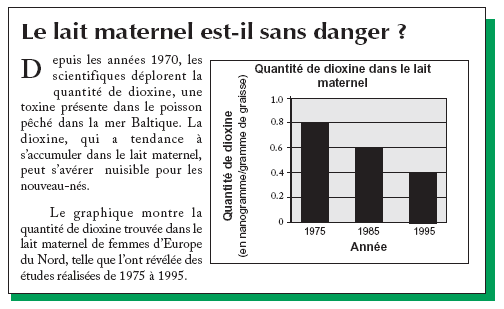 Le lait maternel est-il sans danger ?
Depuis les années 1970, les
scientifiques déplorent la
quantité de dioxine, une
toxine présente dans le poisson
pêché dans la mer Baltique. La
dioxine, qui a tendance à
s'accumuler dans le lait maternel,
peut s'avérer nuisible pour les
nouveau-nés.
Le graphique montre la
quantité de dioxine trouvée dans le
lait maternel de femmes d'Europe
du Nord, telle que l'ont révélée des
études réalisées de 1975 à 1995.
Quantité de dioxine dans le lait
maternel
Quantité de dioxine
(en nanogramme/gramme de graisse)
1.0
0.8
0.6
0.4
0.2
0
1975 1985 1995
Année